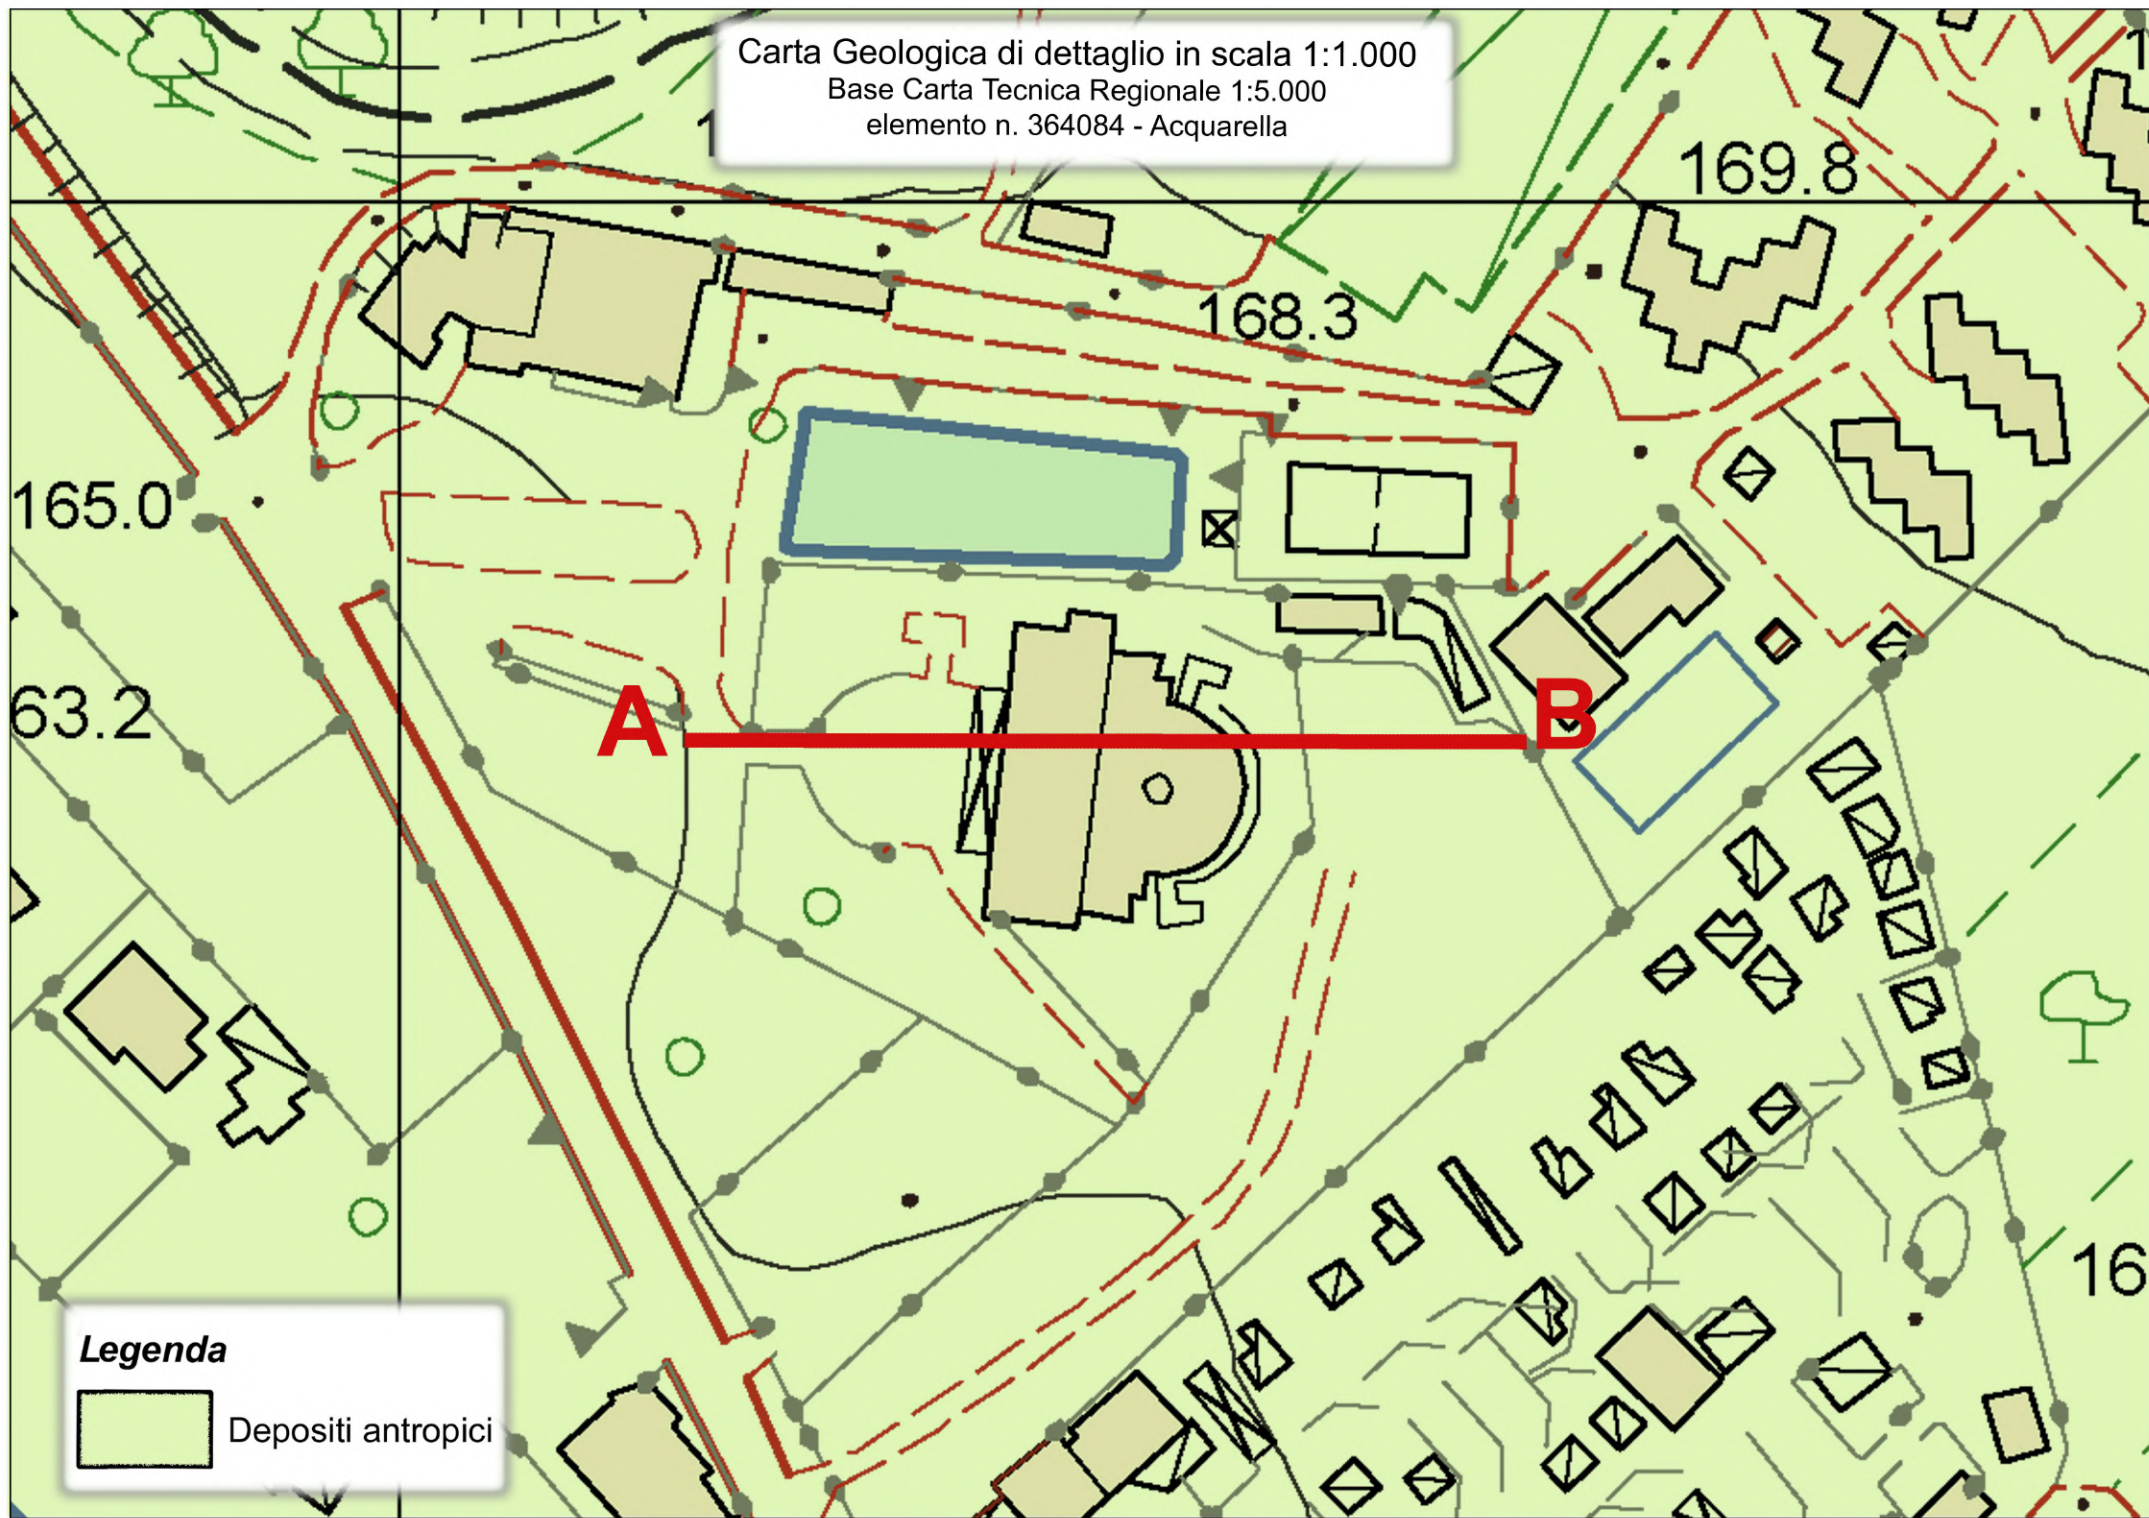 Carta Geologica di dettaglio in scala 1:1.000
Base Carta Tecnica Regionale 1:5.000
elemento n. 364084 - Acquarella
169.8
168.3
165.0
63.2
A
B
16
Legenda
Depositi antropici